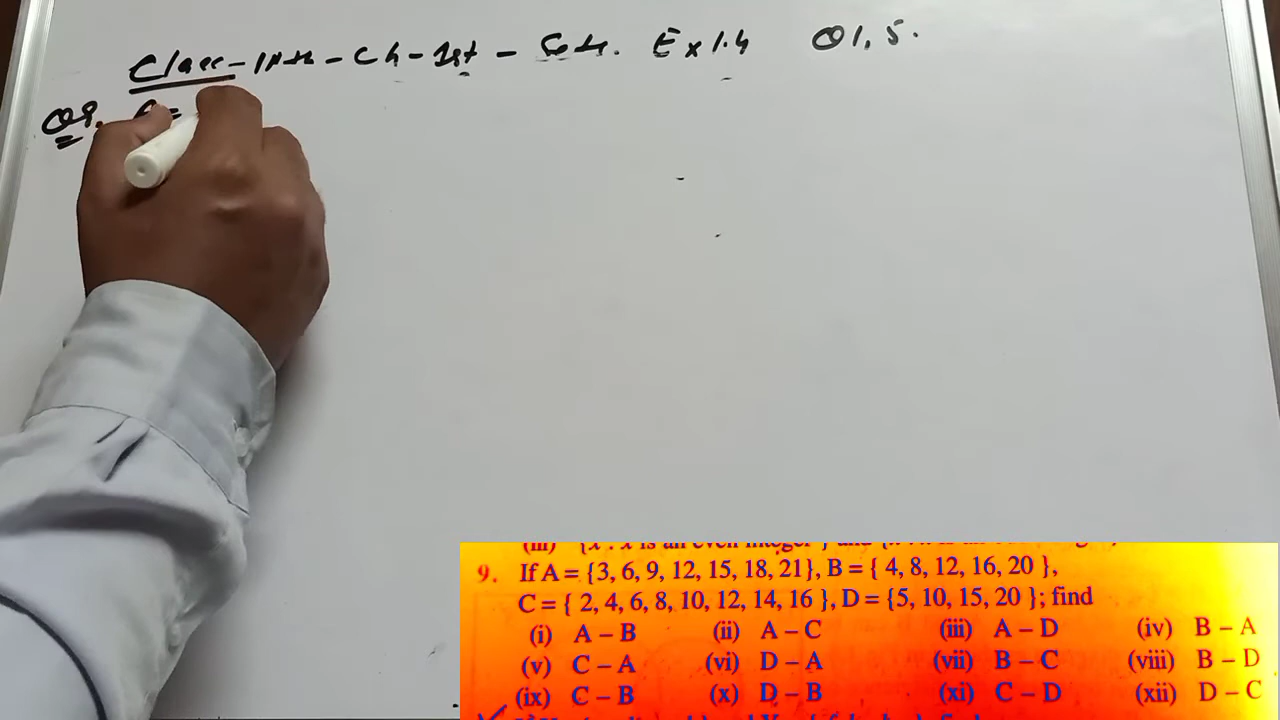 Class - 11th - Ch - 1st - Sets. Ex 1.4 Q1, 5.
Q9.
9. If A = {3, 6, 9, 12, 15, 18, 21}, B = { 4, 8, 12, 16, 20 },
C = { 2, 4, 6, 8, 10, 12, 14, 16 }, D = {5, 10, 15, 20 }; find
(i) A – B (ii) A – C (iii) A – D (iv) B – A
(v) C – A (vi) D – A (vii) B – C (viii) B – D
(ix) C – B (x) D – B (xi) C – D (xii) D – C